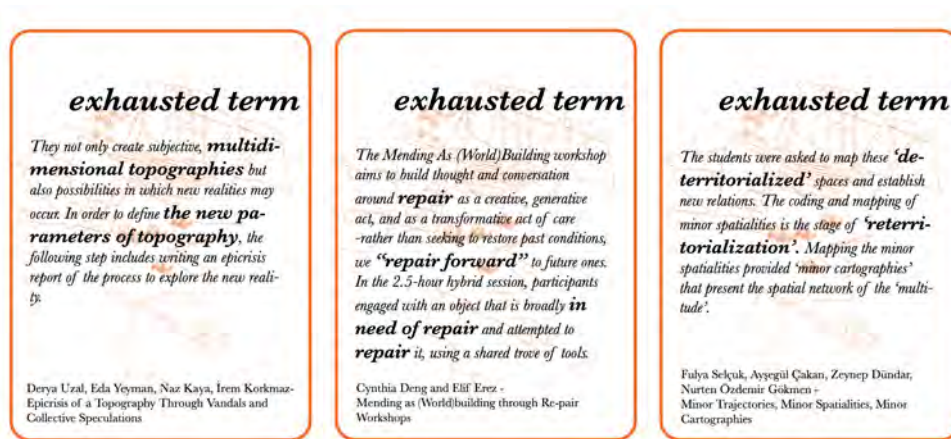 exhausted term
They not only create subjective, multidi-
mensional topographies but
also possibilities in which new realities may
occur. In order to define the new pa-
rameters of topography, the
following step includes writing an epicrisis
report of the process to explore the new reali-
ty.
Derya Uzal, Eda Yeyman, Naz Kaya, İrem Korkmaz-
Epicrisis of a Topography Through Vandals and
Collective Speculations
exhausted term
The Mending As (World)Building workshop
aims to build thought and conversation
around repair as a creative, generative
act, and as a transformative act of care
-rather than seeking to restore past conditions,
we “repair forward” to future ones.
In the 2.5-hour hybrid session, participants
engaged with an object that is broadly in
need of repair and attempted to
repair it, using a shared trove of tools.
Cynthia Deng and Elif Erez -
Mending as (World)building through Re-pair
Workshops
exhausted term
The students were asked to map these ‘de-
territorialized’ spaces and establish
new relations. The coding and mapping of
minor spatialities is the stage of ‘reterri-
torialization’. Mapping the minor
spatialities provided ‘minor cartographies’
that present the spatial network of the ‘multi-
tude’.
Fulya Selçuk, Ayşegül Çakan, Zeynep Dündar,
Nurten Özdemir Gökmen -
Minor Trajectories, Minor Spatialities, Minor
Cartographies